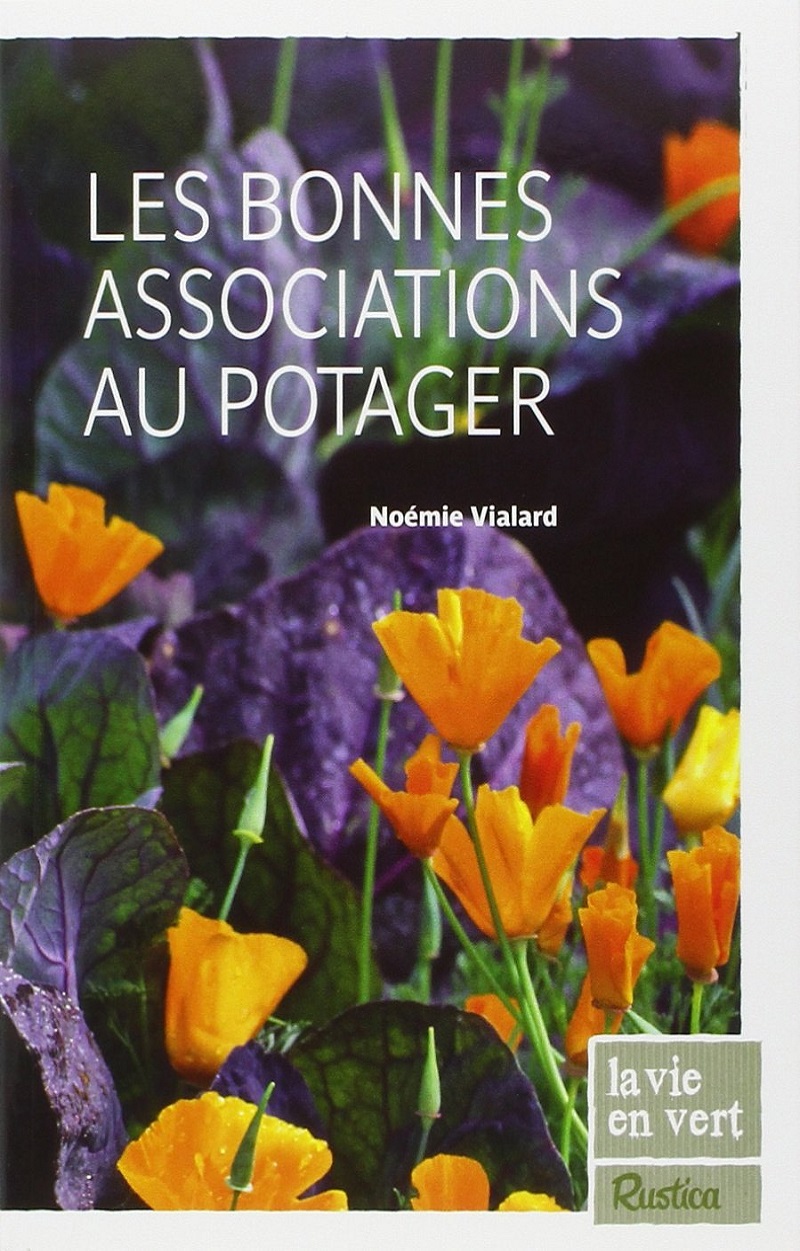 LES BONNES
ASSOCIATIONS
AU POTAGER
Noémie Vialard
la vie
en vert
Rustica